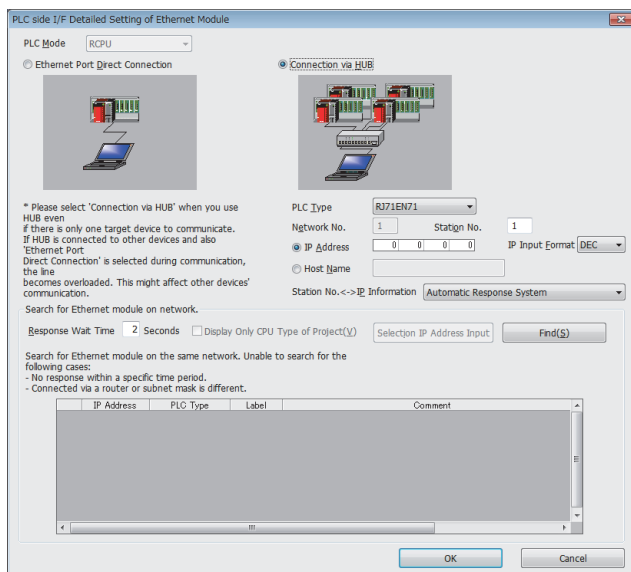 PLC side I/F Detailed Setting of Ethernet Module
PLC Mode RCPU
Ethernet Port Direct Connection
Connection via HUB
* Please select 'Connection via HUB' when you use
HUB even
if there is only one target device to communicate.
If HUB is connected to other devices and also
'Ethernet Port
Direct Connection' is selected during communication,
the line
becomes overloaded. This might affect other devices'
communication.
PLC Type RJ71EN71
Network No. 1 Station No. 1
IP Address 0 0 0 0 IP Input Format DEC
Host Name
Station No.<->IP Information Automatic Response System
Search for Ethernet module on network.
Response Wait Time 2 Seconds Display Only CPU Type of Project(V) Selection IP Address Input Find(S)
Search for Ethernet module on the same network. Unable
to search for the
following cases:
- No response within a specific time period.
- Connected via a router or subnet mask is different.
IP Address PLC Type Label Comment
OK Cancel